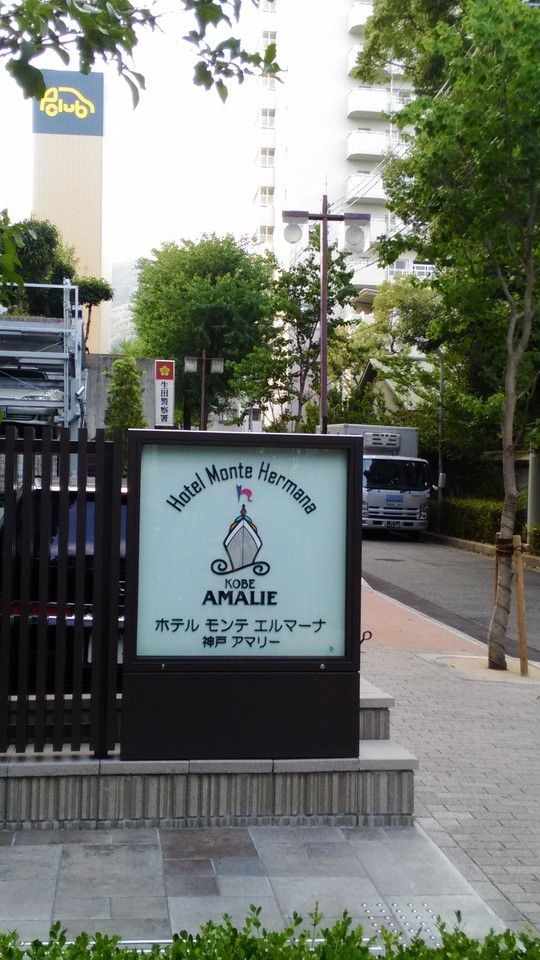 P club
生田警察署
Hotel Monte Hermana
KOBE
AMALIE
ホテル モンテ エルマーナ
神戸 アマリー